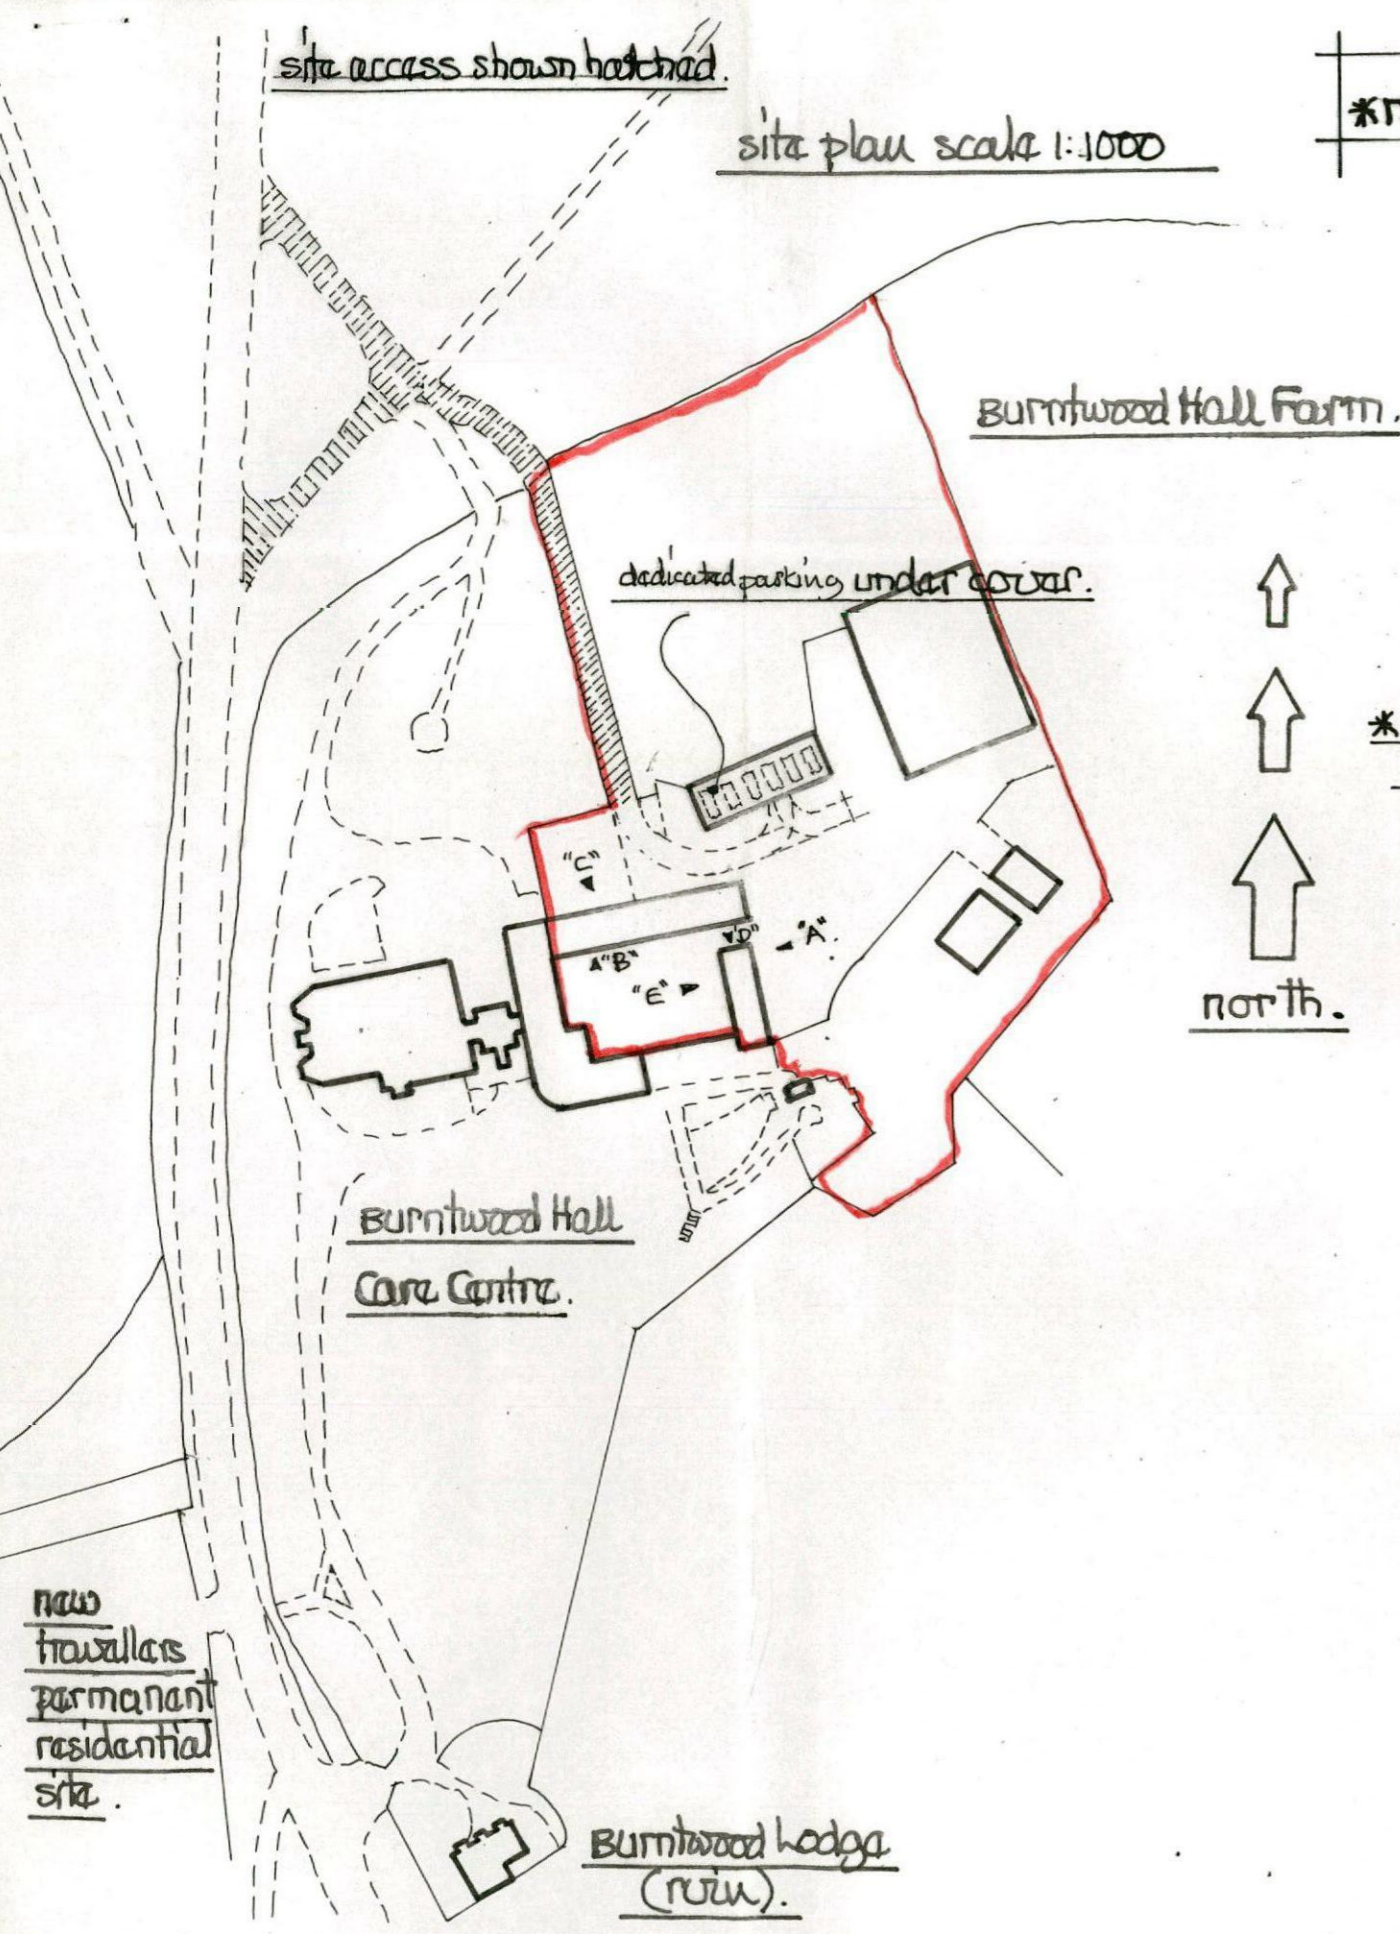 site access shown hatched.
site plan scale 1:1000
Burntwood Hall Farm.
dedicated parking under cover.
"C"
"D"
"A".
"B"
"E"
north.
Burntwood Hall
Care Centre.
new
travellers
permanent
residential
site.
Burntwood Lodge
(ruin).